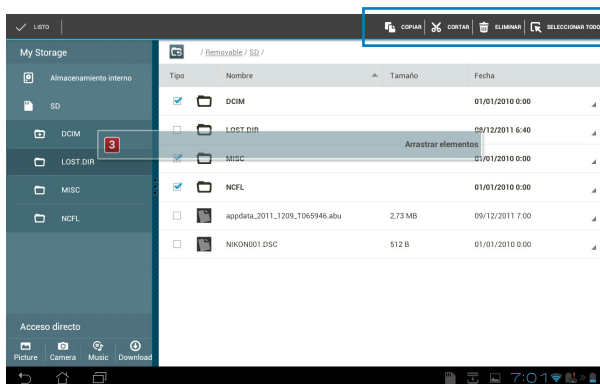 LISTO COPIAR CORTAR ELIMINAR SELECCIONAR TODO
My Storage / Removable / SD /
Almacenamiento interno Tipo Nombre Tamaño Fecha
SD DCIM 01/01/2010 0:00
DCIM LOST.DIR 08/12/2011 6:40
3 Arrastrar elementos
LOST.DIR MISC 01/01/2010 0:00
MISC NCFL 01/01/2010 0:00
NCFL appdata_2011_1209_T065946.abu 2,73 MB 09/12/2011 7:00
NIKON001.DSC 512 B 01/01/2010 0:00
Acceso directo
Picture Camera Music Download
7:01